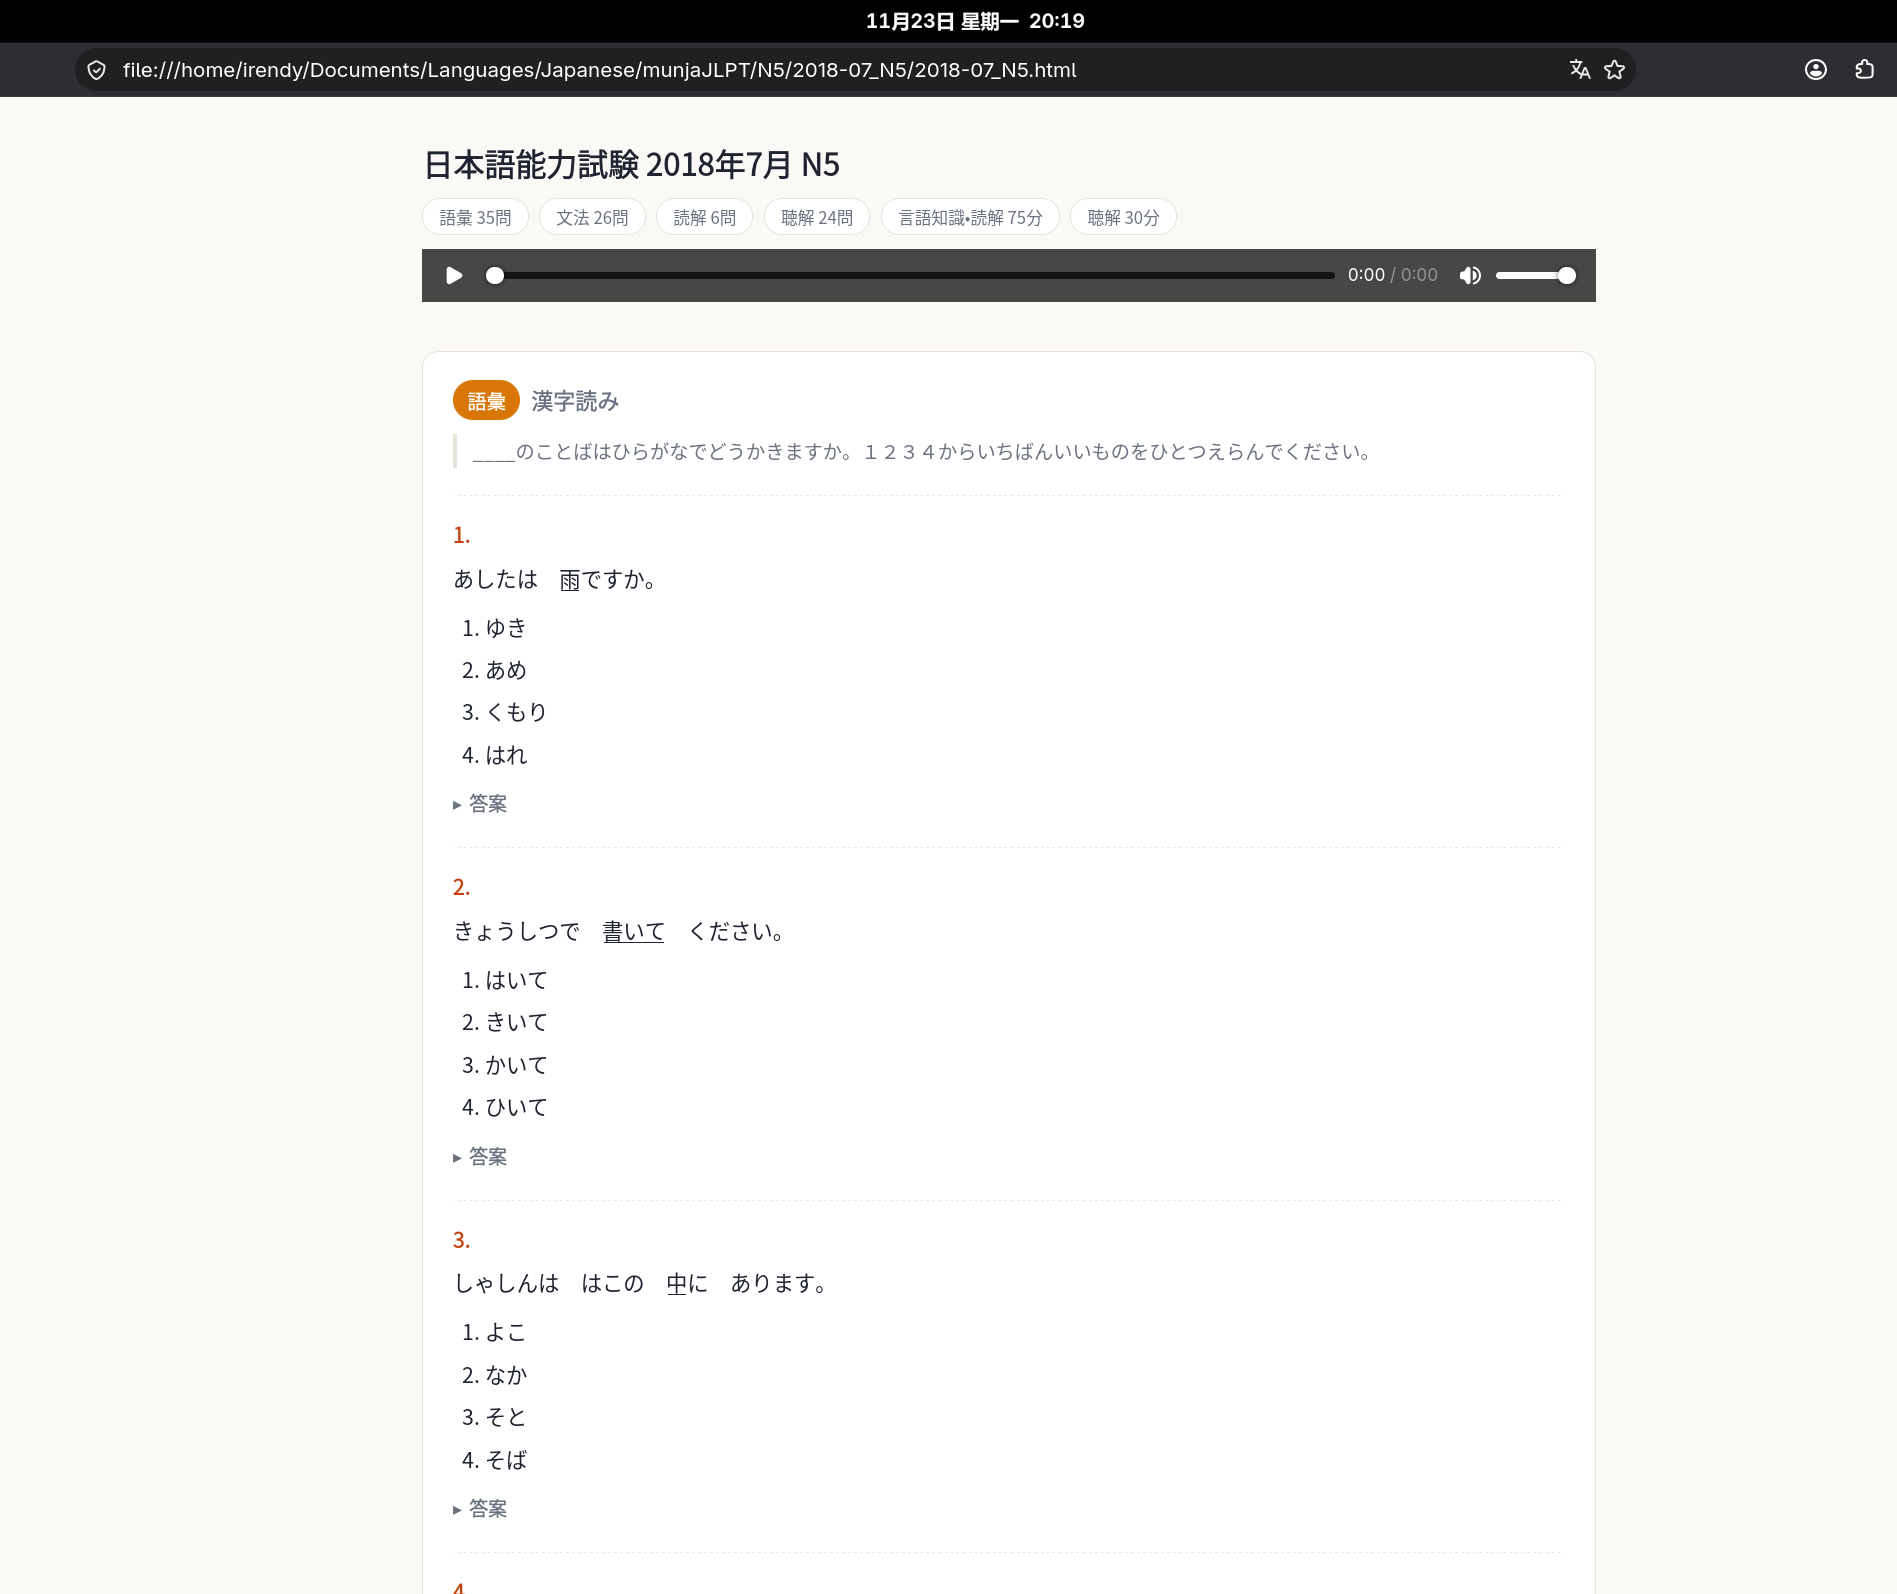 11月23日 星期一 20:19
file:///home/irendy/Documents/Languages/Japanese/munjaJLPT/N5/2018-07_N5/2018-07_N5.html
日本語能力試験 2018年7月 N5
語彙 35問 文法 26問 読解 6問 聴解 24問 言語知識•読解 75分 聴解 30分
0:00 / 0:00
語彙 漢字読み
____のことばはひらがなでどうかきますか。１２３４からいちばんいいものをひとつえらんでください。
1.
あしたは　雨ですか。
1. ゆき
2. あめ
3. くもり
4. はれ
▸ 答案
2.
きょうしつで　書いて　ください。
1. はいて
2. きいて
3. かいて
4. ひいて
▸ 答案
3.
しゃしんは　はこの　中に　あります。
1. よこ
2. なか
3. そと
4. そば
▸ 答案
4.